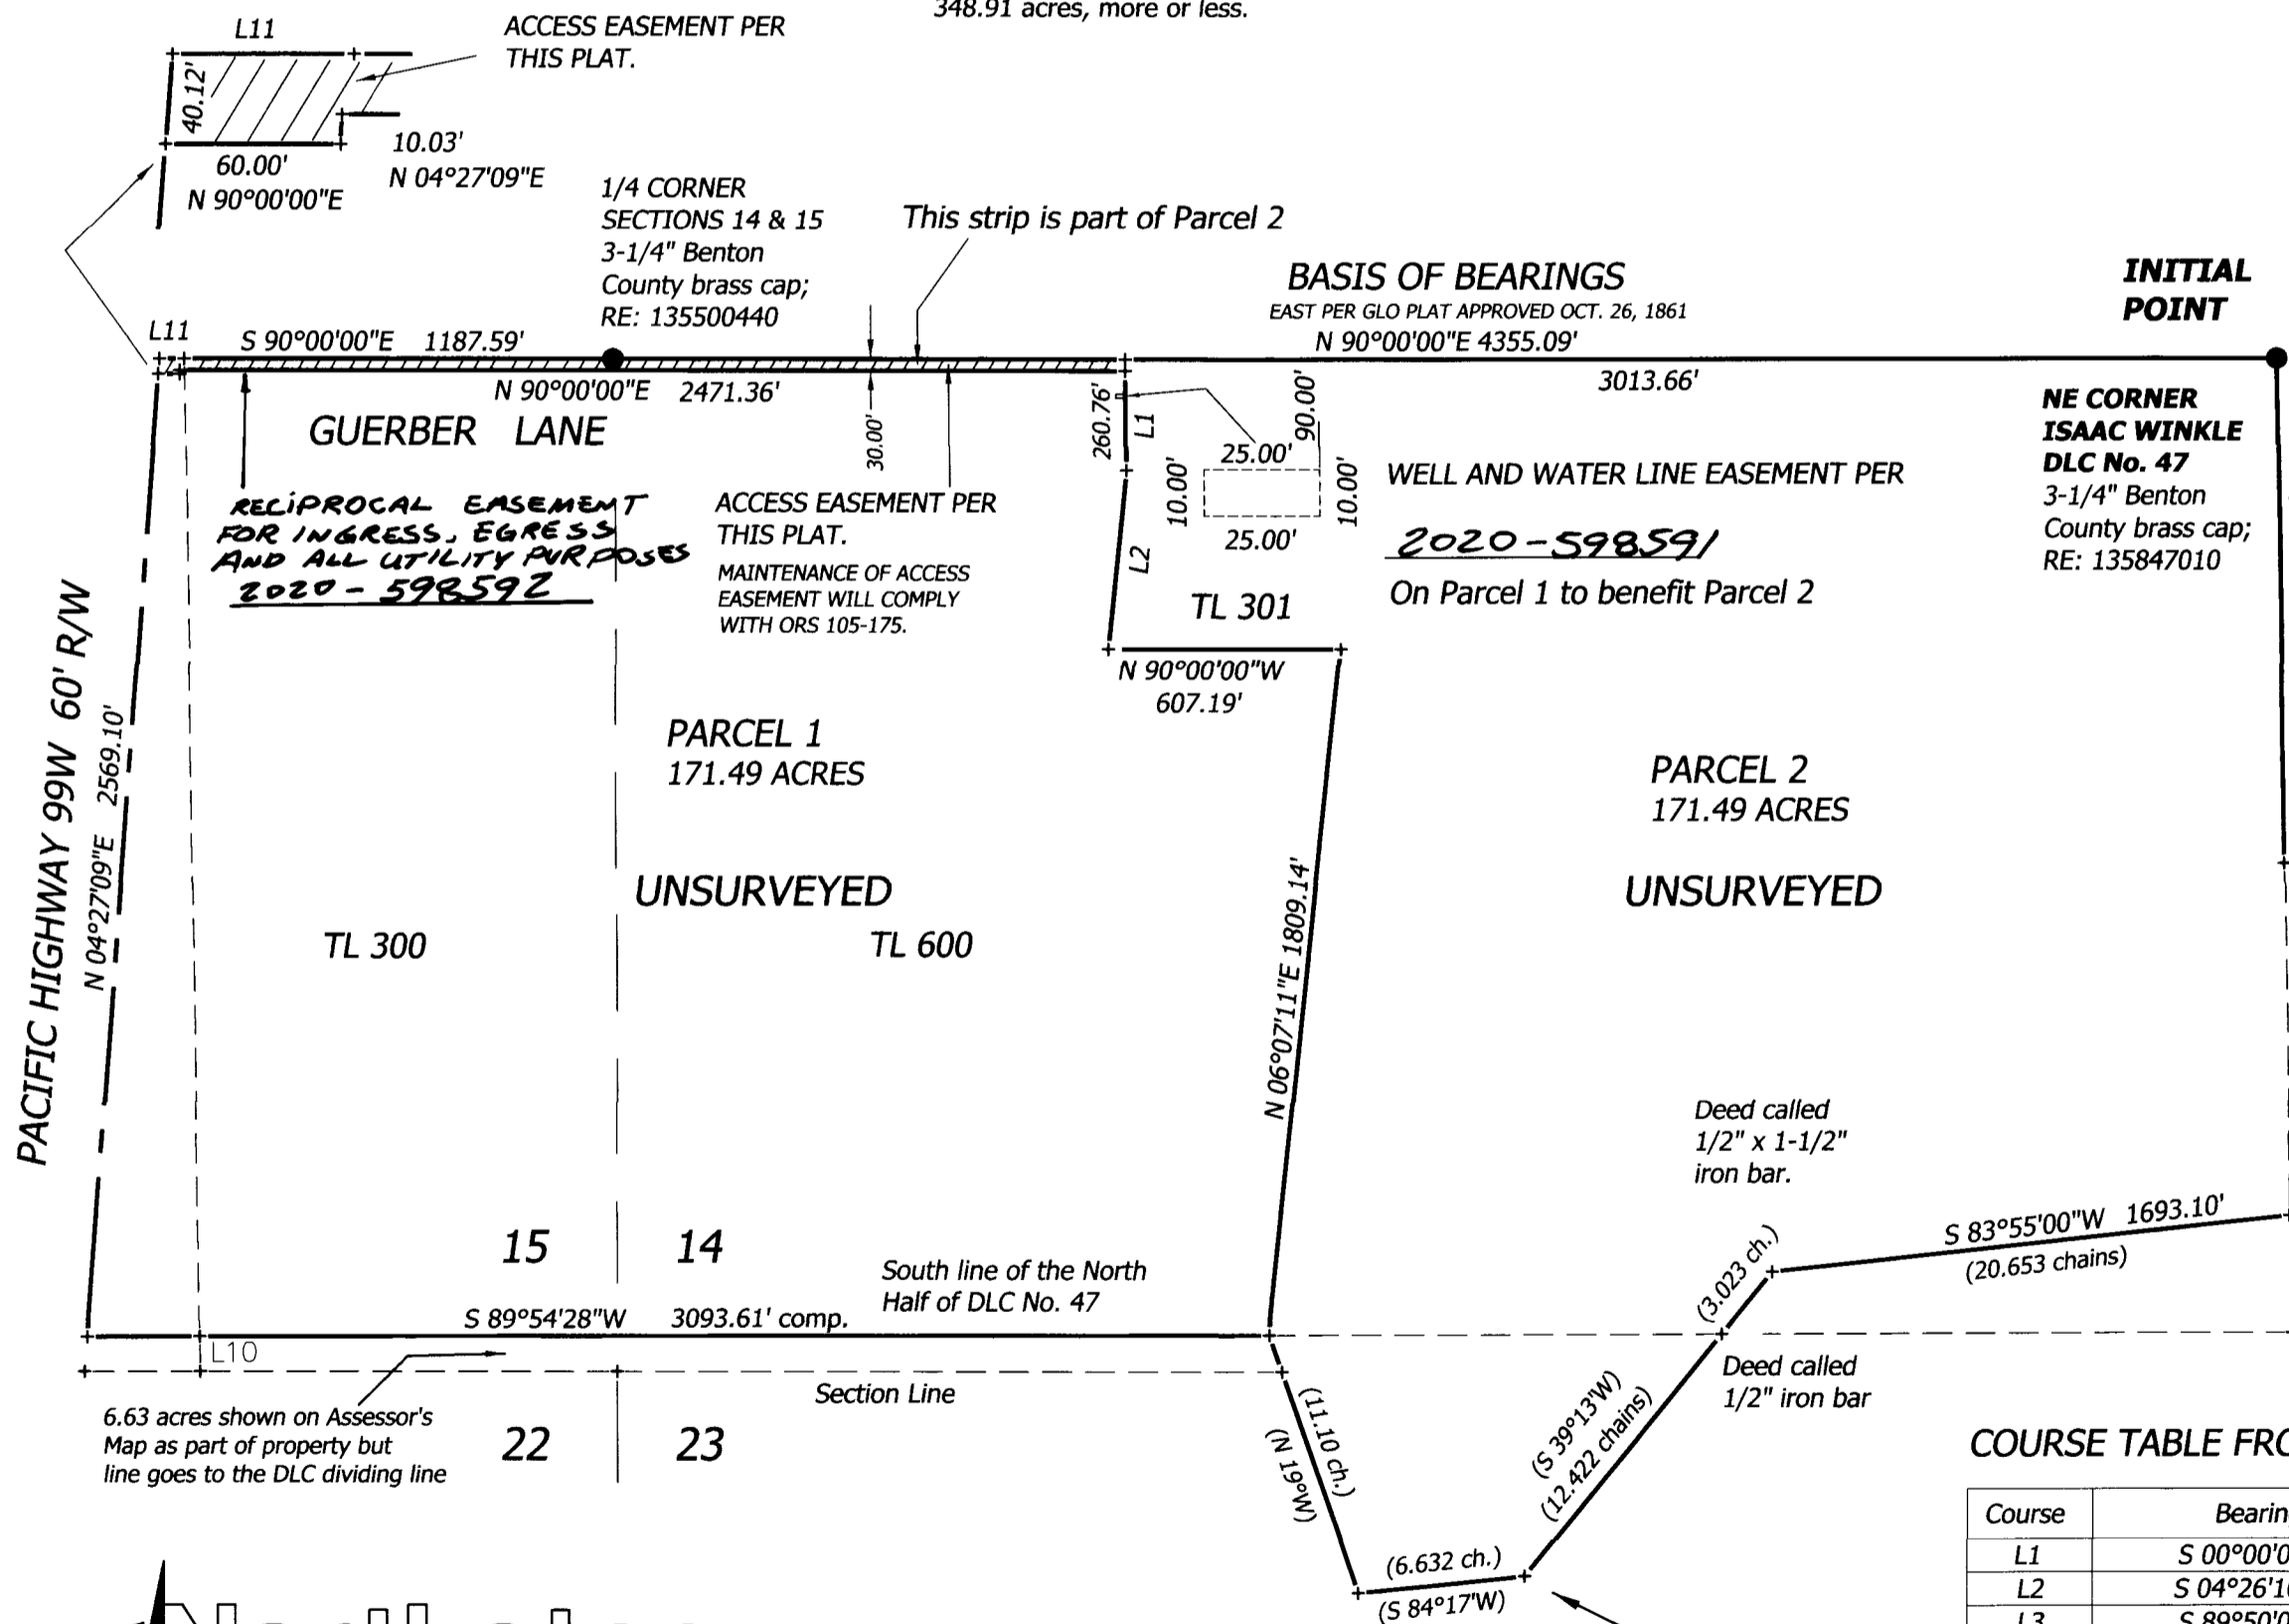 348.91 acres, more or less.
L11
ACCESS EASEMENT PER
THIS PLAT.
40.12'
10.03'
N 04°27'09"E
60.00'
N 90°00'00"E
1/4 CORNER
SECTIONS 14 & 15
3-1/4" Benton
County brass cap;
RE: 135500440
This strip is part of Parcel 2
BASIS OF BEARINGS
EAST PER GLO PLAT APPROVED OCT. 26, 1861
N 90°00'00"E 4355.09'
INITIAL
POINT
L11
S 90°00'00"E 1187.59'
N 90°00'00"E 2471.36'
3013.66'
GUERBER LANE
30.00'
260.76'
L1
90.00'
25.00'
10.00'
10.00'
25.00'
L2
NE CORNER
ISAAC WINKLE
DLC No. 47
3-1/4" Benton
County brass cap;
RE: 135847010
WELL AND WATER LINE EASEMENT PER
2020-598591
On Parcel 1 to benefit Parcel 2
RECIPROCAL EASEMENT
FOR INGRESS, EGRESS
AND ALL UTILITY PURPOSES
2020-598592
ACCESS EASEMENT PER
THIS PLAT.
MAINTENANCE OF ACCESS
EASEMENT WILL COMPLY
WITH ORS 105-175.
TL 301
N 90°00'00"W
607.19'
PACIFIC HIGHWAY 99W 60' R/W
N 04°27'09"E 2569.10'
PARCEL 1
171.49 ACRES
PARCEL 2
171.49 ACRES
UNSURVEYED
UNSURVEYED
TL 300
TL 600
N 06°07'11"E 1809.14'
Deed called
1/2" x 1-1/2"
iron bar.
S 83°55'00"W 1693.10'
(20.653 chains)
(3.023 ch.)
15
14
South line of the North
Half of DLC No. 47
S 89°54'28"W 3093.61' comp.
L10
Section Line
Deed called
1/2" iron bar
6.63 acres shown on Assessor's
Map as part of property but
line goes to the DLC dividing line
22
23
(11.10 ch.)
(N 19°W)
(S 39°13'W)
(12.422 chains)
(6.632 ch.)
(S 84°17'W)
COURSE TABLE FRO
Course
Bearin
L1
S 00°00'0
L2
S 04°26'1
L3
S 89°50'0